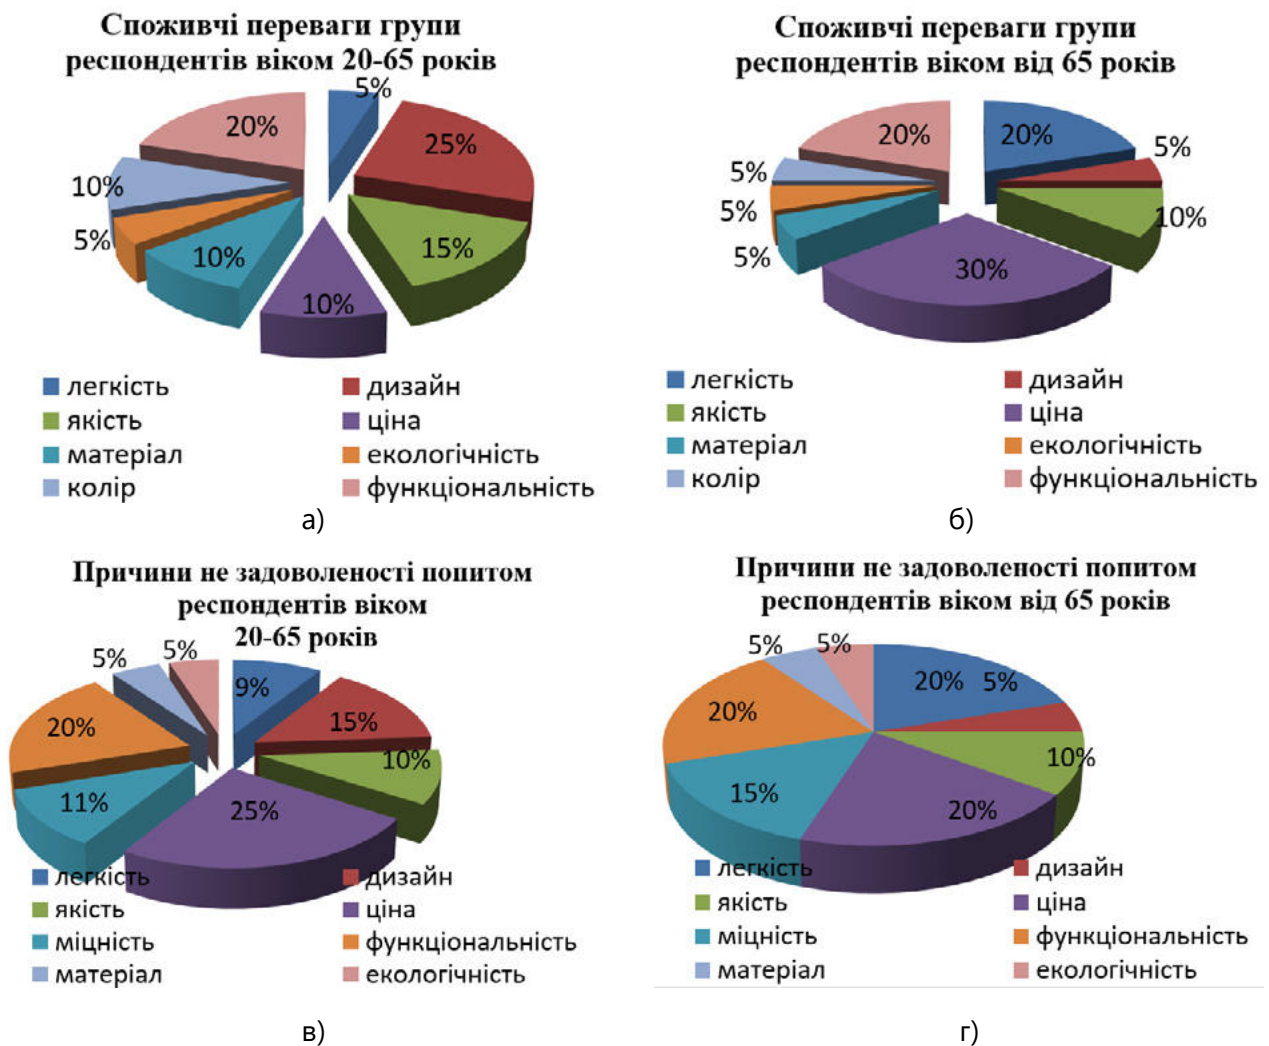 Споживчі переваги групи
респондентів віком 20-65 років
5%
25%
15%
10%
10%
5%
10%
20%
легкість
дизайн
якість
ціна
матеріал
екологічність
колір
функціональність
а)
Споживчі переваги групи
респондентів віком від 65 років
20%
5%
10%
30%
5%
5%
5%
20%
легкість
дизайн
якість
ціна
матеріал
екологічність
колір
функціональність
б)
Причини не задоволеності попитом
респондентів віком
20-65 років
9%
15%
10%
25%
11%
20%
5%
5%
легкість
дизайн
якість
ціна
міцність
функціональність
матеріал
екологічність
в)
Причини не задоволеності попитом
респондентів віком від 65 років
20%
5%
10%
20%
15%
20%
5%
5%
легкість
дизайн
якість
ціна
міцність
функціональність
матеріал
екологічність
г)